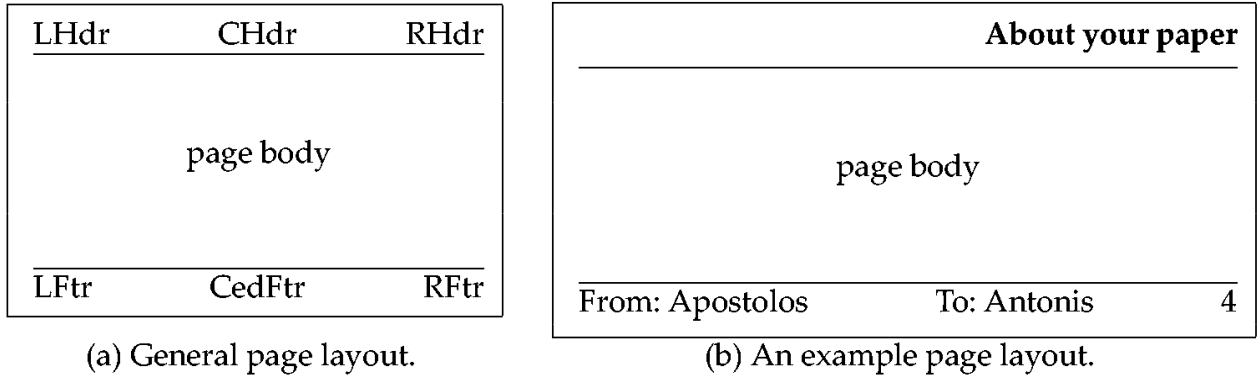 LHdr CHdr RHdr
page body
LFtr CedFtr RFtr
(a) General page layout.
About your paper
page body
From: Apostolos To: Antonis 4
(b) An example page layout.